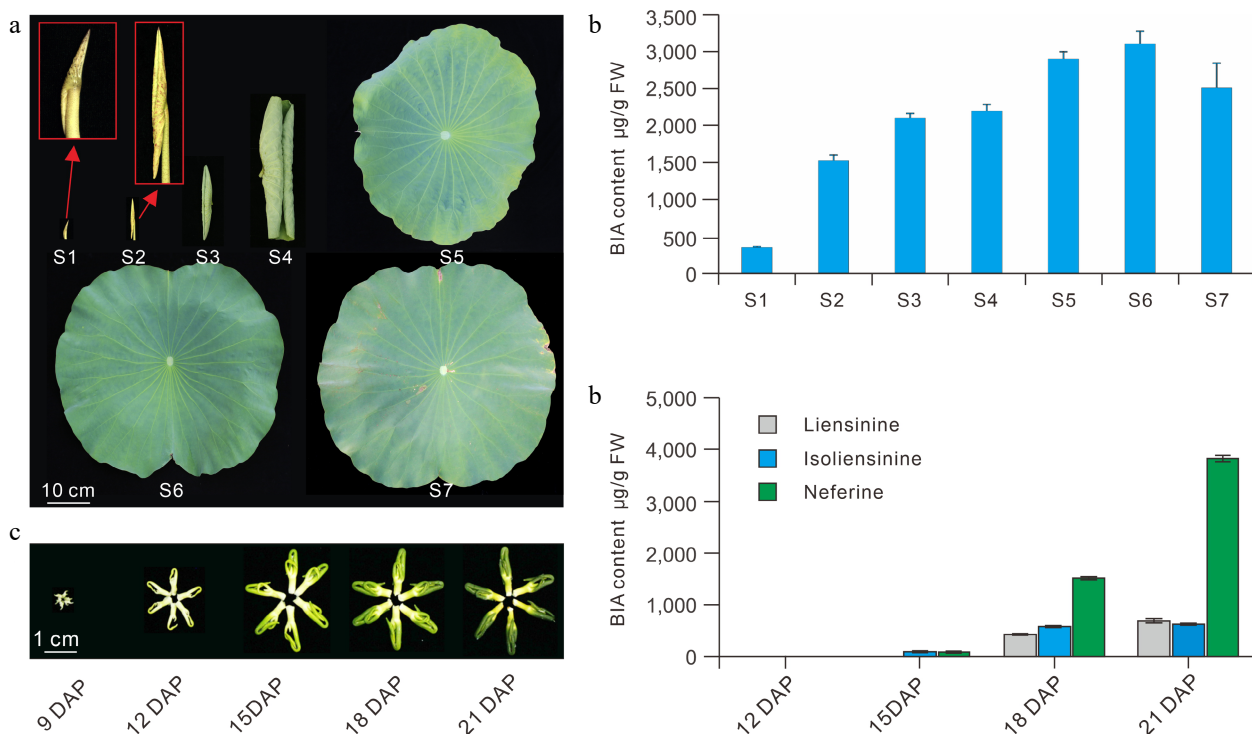 a
S1
S2
S3
S4
S5
S6
S7
10 cm
b
BIA content µg/g FW
3,500
3,000
2,500
2,000
1,500
1,000
500
0
S1 S2 S3 S4 S5 S6 S7
c
1 cm
9 DAP 12 DAP 15DAP 18 DAP 21 DAP
b
BIA content µg/g FW
5,000
4,000
3,000
2,000
1,000
0
Liensinine
Isoliensinine
Neferine
12 DAP 15DAP 18 DAP 21 DAP